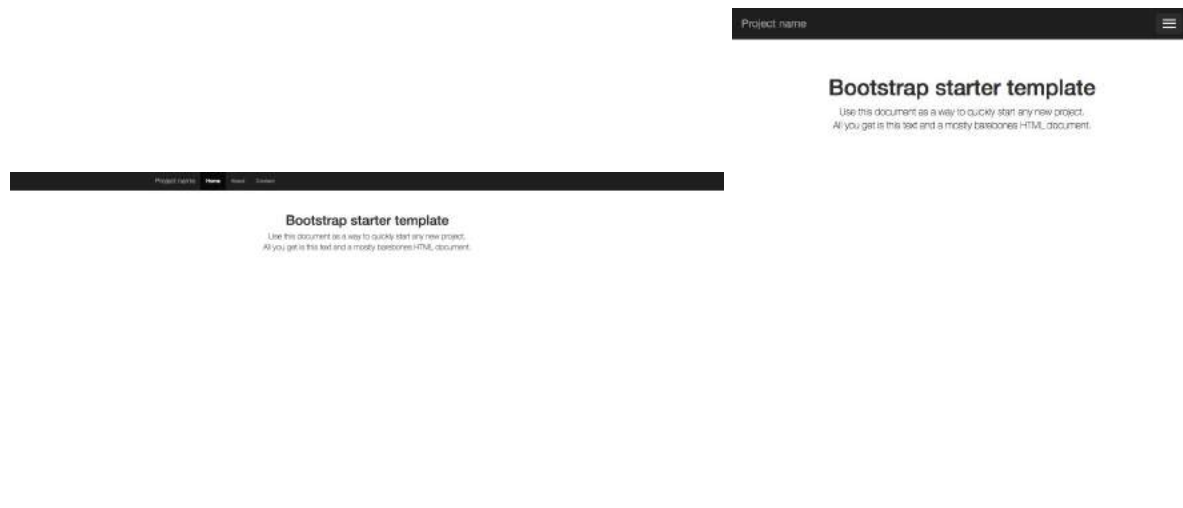 Project name
Bootstrap starter template
Use this document as a way to quickly start any new project.
All you get is this text and a mostly barebones HTML document.
Project name Home About Contact
Bootstrap starter template
Use this document as a way to quickly start any new project.
All you get is this text and a mostly barebones HTML document.